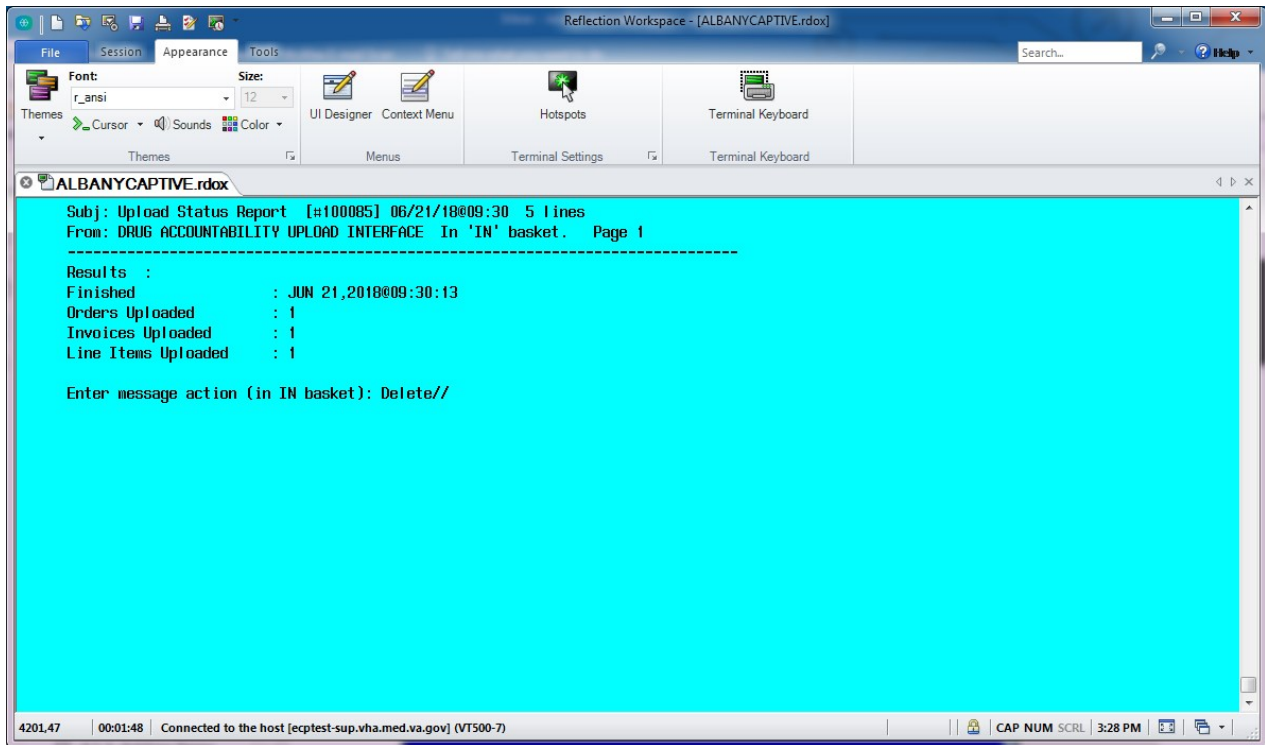 Reflection Workspace - [ALBANYCAPTIVE.rdox]
File Session Appearance Tools Search... Help
Font: Size:
r_ansi 12
Themes Cursor Sounds Color UI Designer Context Menu Hotspots Terminal Keyboard
Themes Menus Terminal Settings Terminal Keyboard
ALBANYCAPTIVE.rdox
Subj: Upload Status Report [#100085] 06/21/18@09:30 5 lines
From: DRUG ACCOUNTABILITY UPLOAD INTERFACE In 'IN' basket. Page 1
-------------------------------------------------------------------------------
Results :
Finished : JUN 21,2018@09:30:13
Orders Uploaded : 1
Invoices Uploaded : 1
Line Items Uploaded : 1
Enter message action (in IN basket): Delete//
4201,47 00:01:48 Connected to the host [ecptest-sup.vha.med.va.gov] (VT500-7) CAP NUM SCRL 3:28 PM